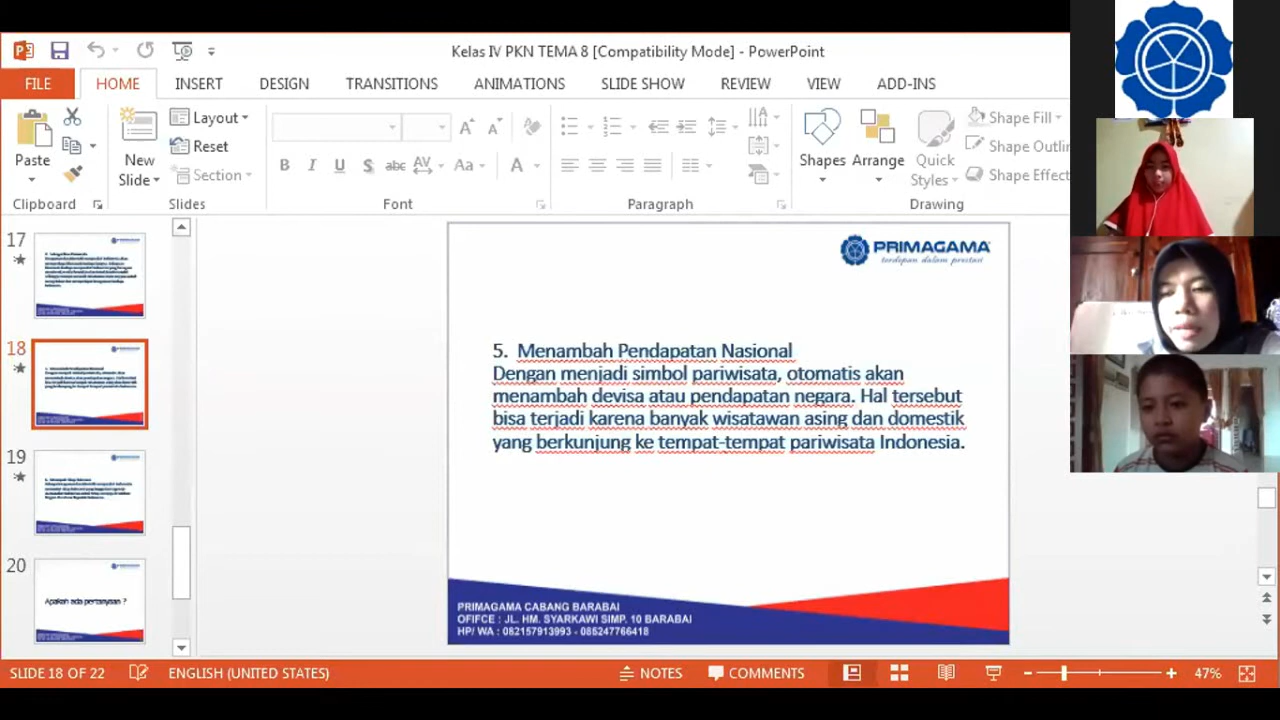 Kelas IV PKN TEMA 8 [Compatibility Mode] - PowerPoint
FILE HOME INSERT DESIGN TRANSITIONS ANIMATIONS SLIDE SHOW REVIEW VIEW ADD-INS
Paste
New Slide
Layout
Reset
Section
Shapes
Arrange
Quick Styles
Shape Fill
Shape Outli
Shape Effect
Clipboard
Slides
Font
Paragraph
Drawing
17
18
19
20
Apakah ada pertanyaan ?
PRIMAGAMA
terdepan dalam prestasi
5. Menambah Pendapatan Nasional
Dengan menjadi simbol pariwisata, otomatis akan
menambah devisa atau pendapatan negara. Hal tersebut
bisa terjadi karena banyak wisatawan asing dan domestik
yang berkunjung ke tempat-tempat pariwisata Indonesia.
PRIMAGAMA CABANG BARABAI
OFIFCE : JL. HM. SYARKAWI SIMP. 10 BARABAI
HP/ WA : 082157913993 - 085247766418
SLIDE 18 OF 22
ENGLISH (UNITED STATES)
NOTES
COMMENTS
47%